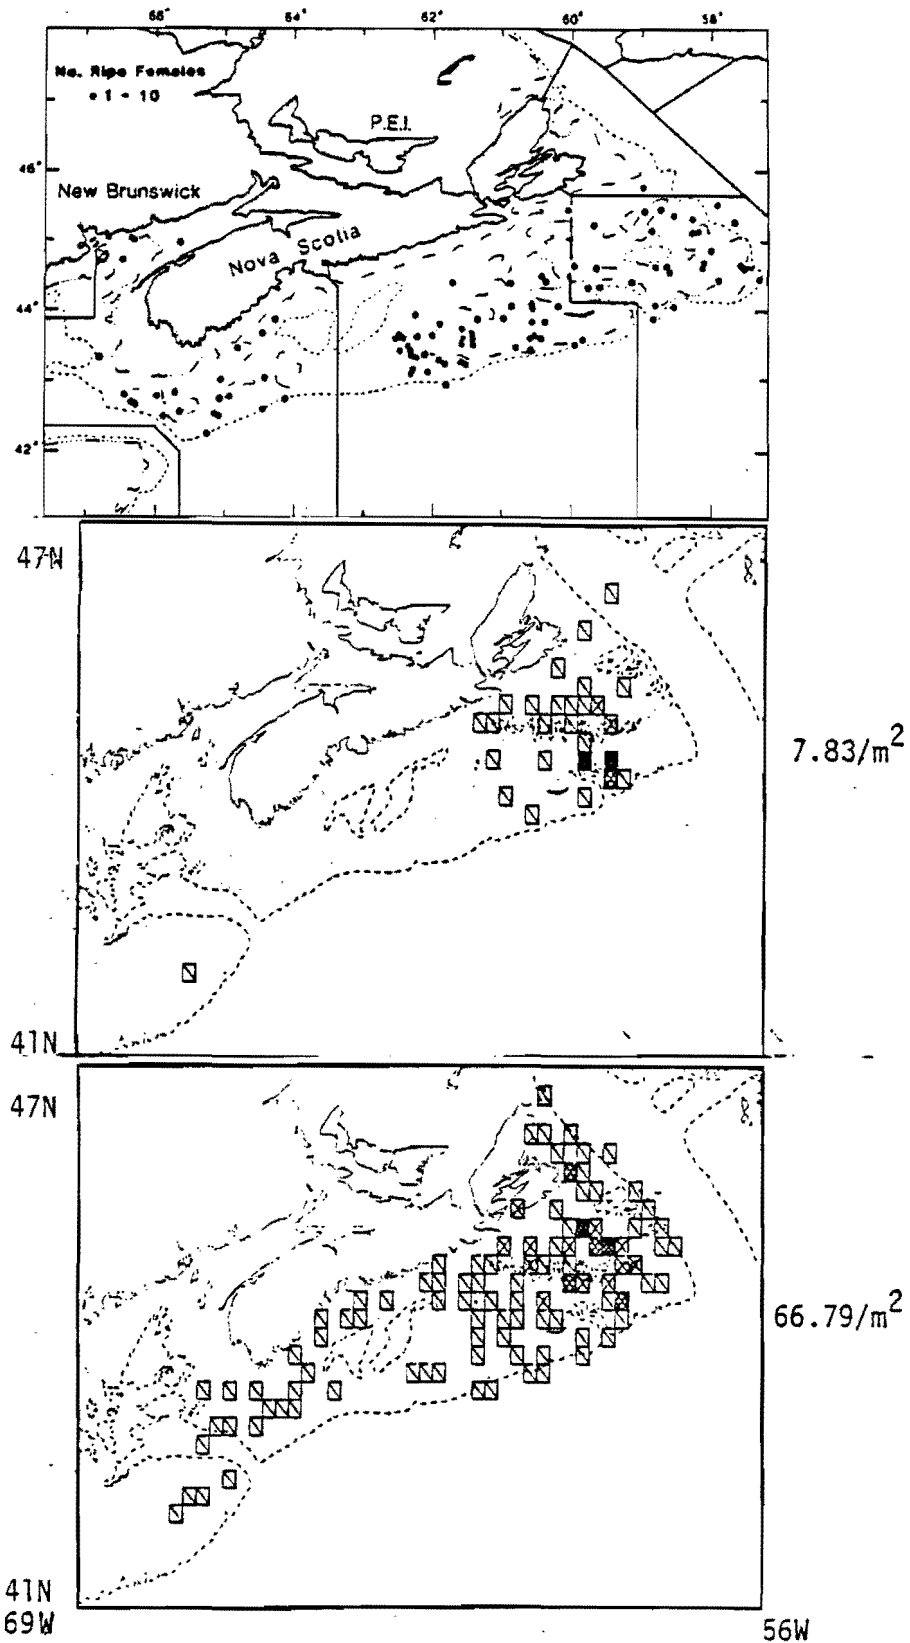 66° 64° 62° 60° 58°
No. Ripe Females
• 1 - 10
P.E.I.
46°
New Brunswick
Nova Scotia
44°
42°
47N
7.83/m²
41N
47N
66.79/m²
41N
69W 56W